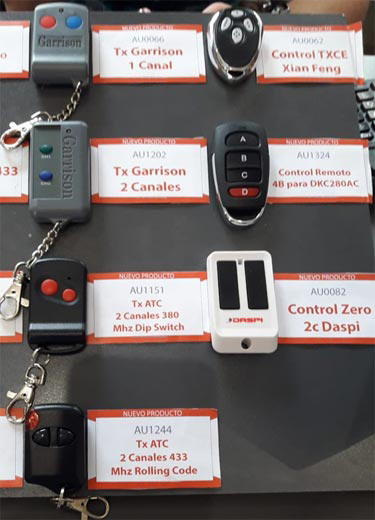 Garrison
NUEVO PRODUCTO
AU0066
Tx Garrison
1 Canal
AU0062
Control TXCE
Xian Feng
433
Garrison
NUEVO PRODUCTO
AU1202
Tx Garrison
2 Canales
A
B
C
D
NUEVO PRODUCTO
AU1324
Control Remoto
4B para DKC280AC
NUEVO PRODUCTO
AU1151
Tx ATC
2 Canales 380
Mhz Dip Switch
DASPI
NUEVO PRODUCTO
AU0082
Control Zero
2c Daspi
NUEVO PRODUCTO
AU1244
Tx ATC
2 Canales 433
Mhz Rolling Code